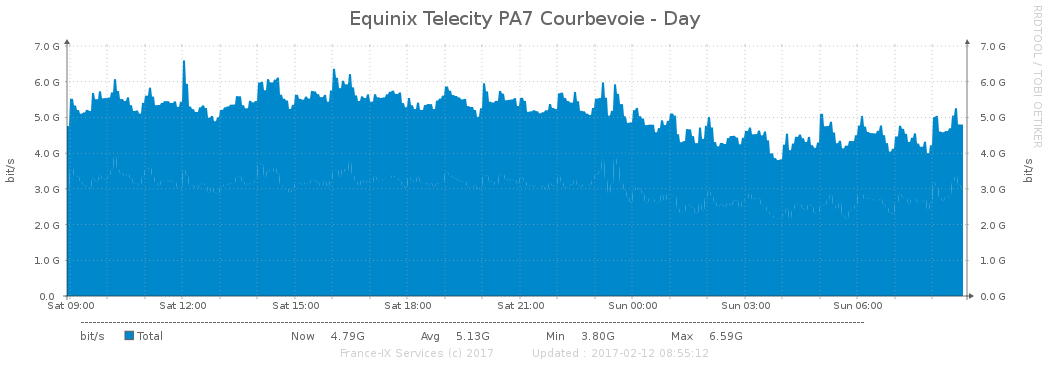 Equinix Telecity PA7 Courbevoie - Day
7.0 G 7.0 G
6.0 G 6.0 G
5.0 G 5.0 G
4.0 G 4.0 G
3.0 G 3.0 G
2.0 G 2.0 G
1.0 G 1.0 G
0.0 0.0 G
bit/s
bit/s
RRDTOOL / TOBI OETIKER
Sat 09:00 Sat 12:00 Sat 15:00 Sat 18:00 Sat 21:00 Sun 00:00 Sun 03:00 Sun 06:00
bit/s Total Now 4.79G Avg 5.13G Min 3.80G Max 6.59G
France-IX Services (c) 2017 Updated : 2017-02-12 08:55:12